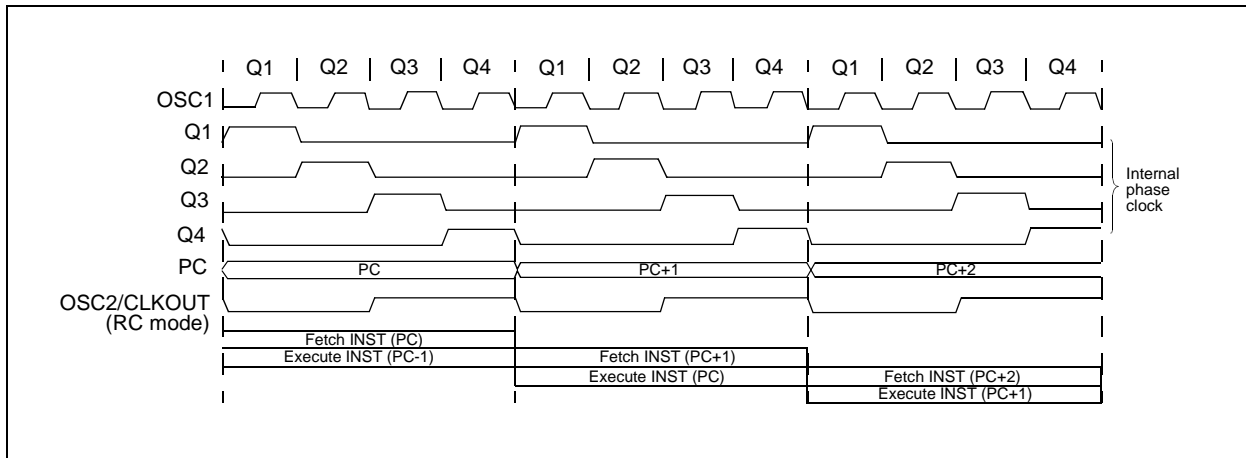 Q1 Q2 Q3 Q4 Q1 Q2 Q3 Q4 Q1 Q2 Q3 Q4
OSC1
Q1
Q2
Q3
Q4
Internal
phase
clock
PC PC PC+1 PC+2
OSC2/CLKOUT
(RC mode)
Fetch INST (PC)
Execute INST (PC-1) Fetch INST (PC+1)
Execute INST (PC) Fetch INST (PC+2)
Execute INST (PC+1)